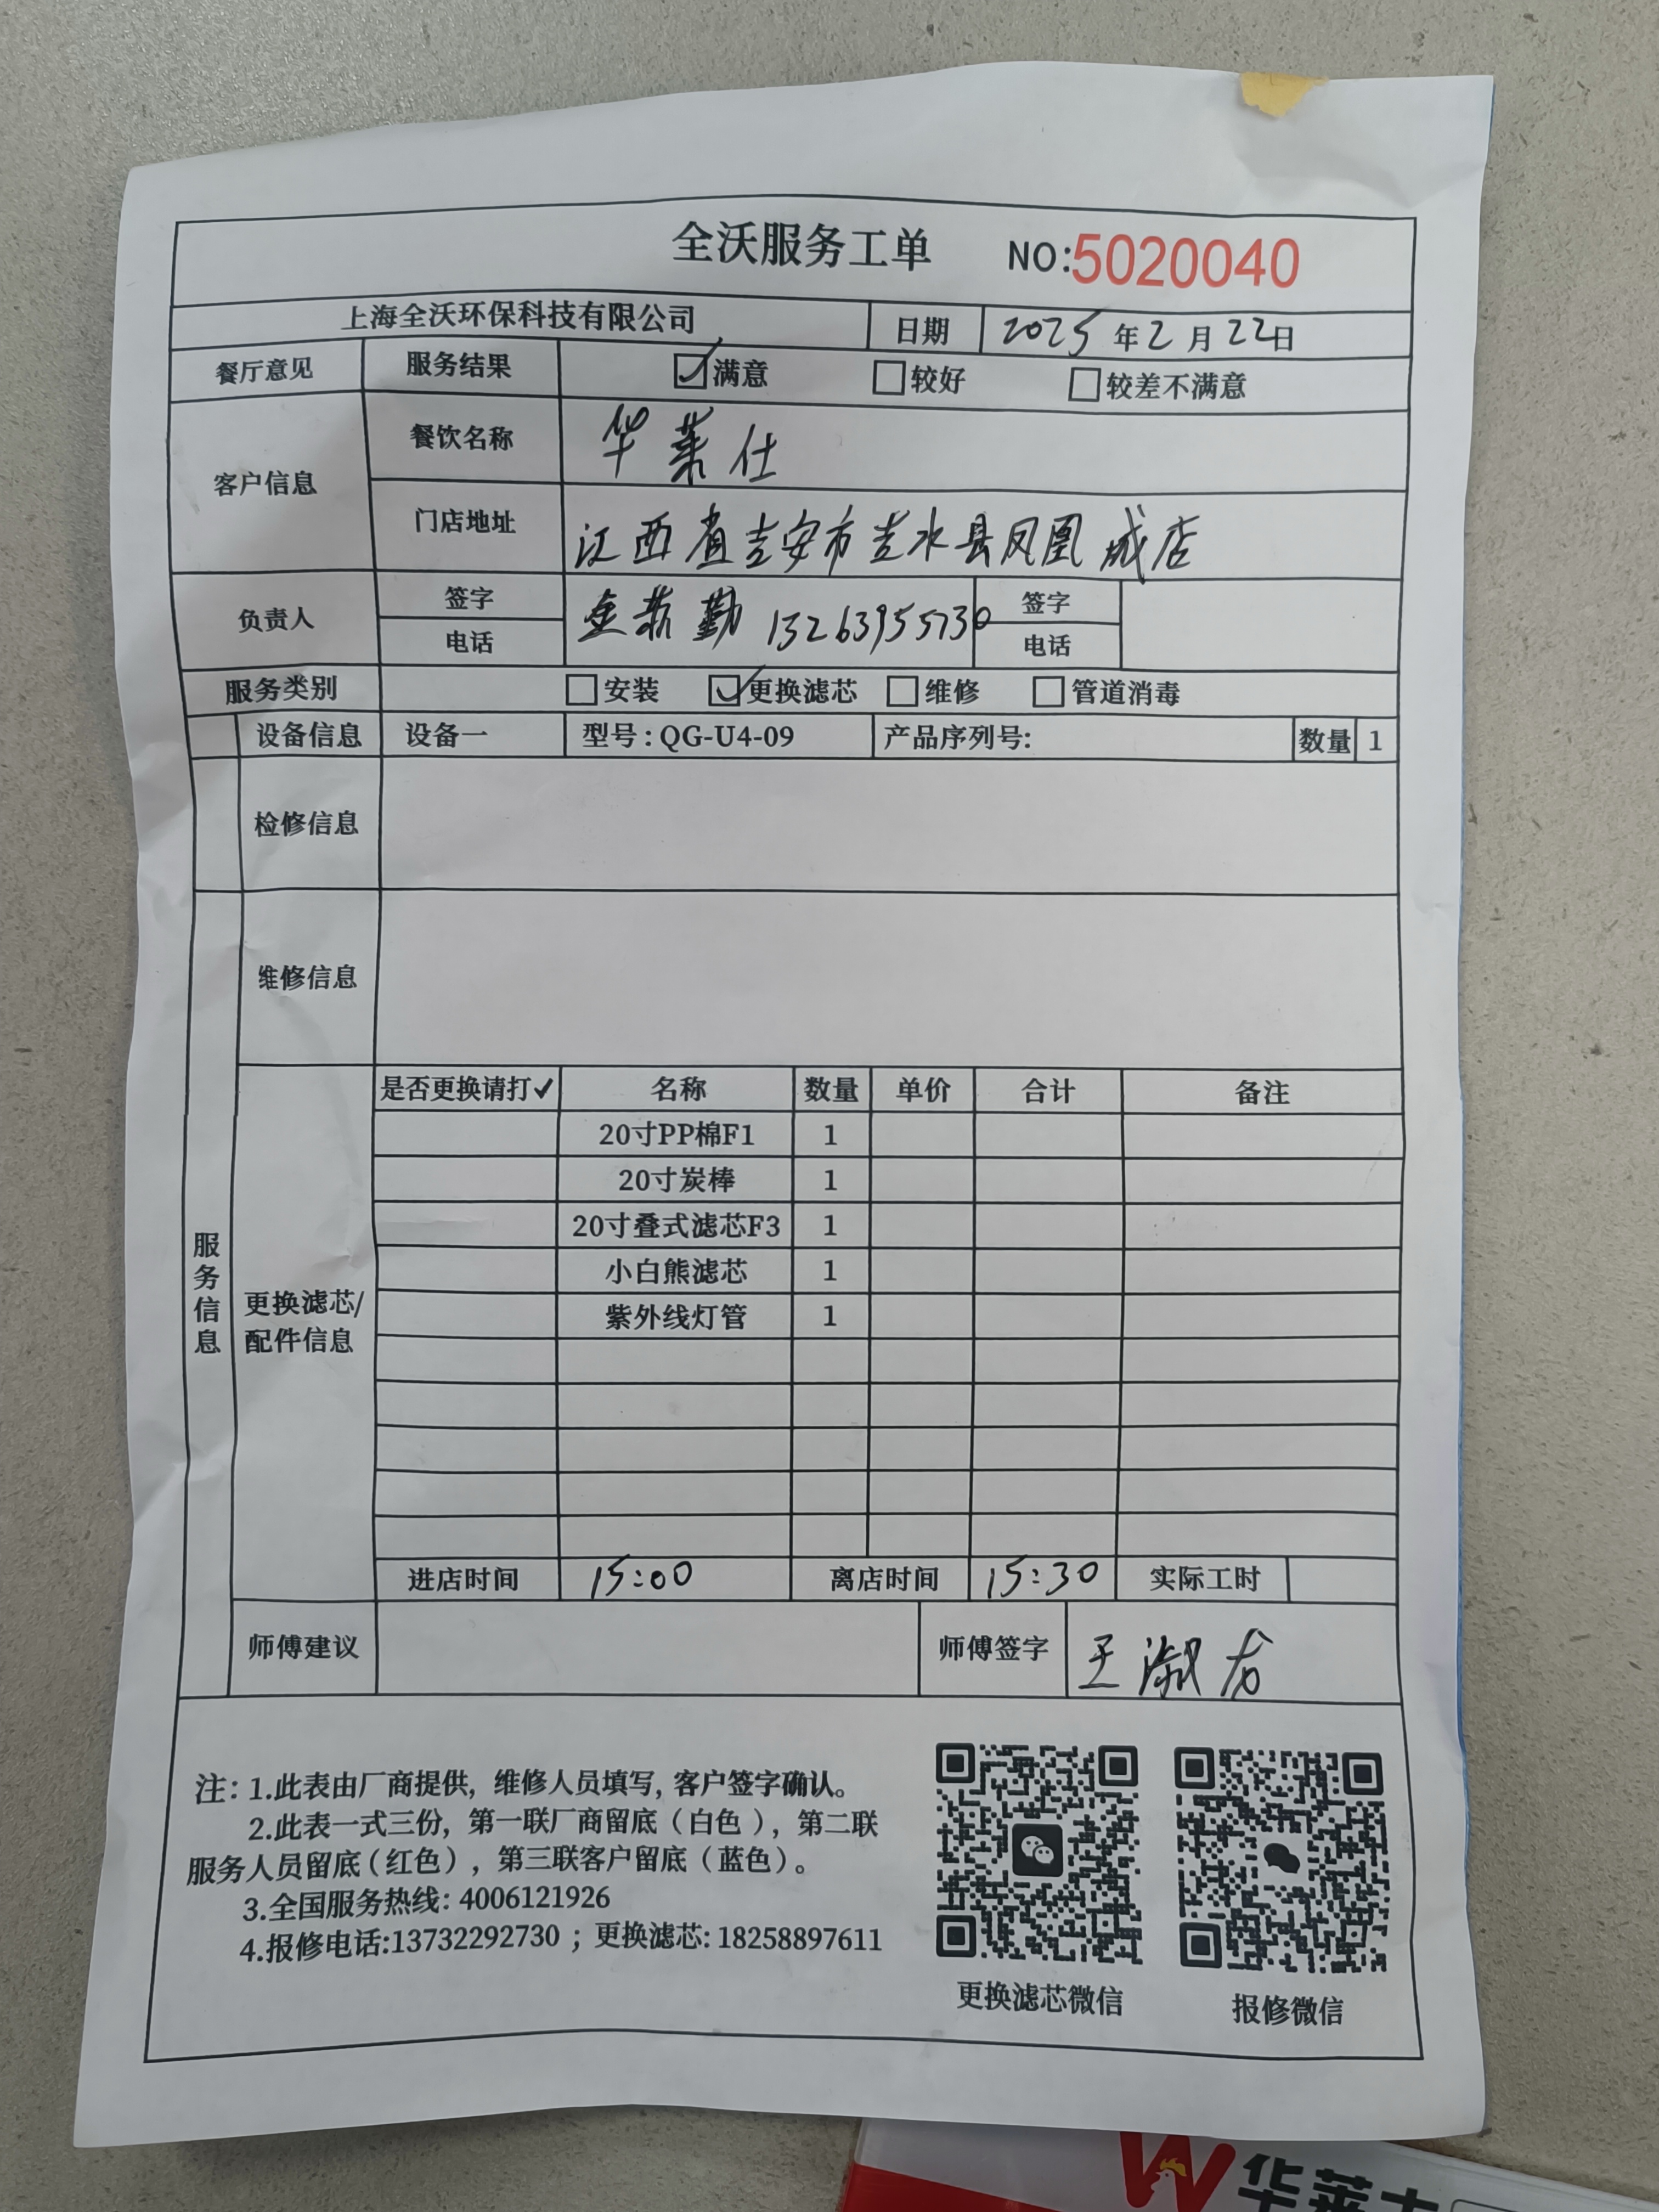 全沃服务工单 NO:5020040
上海全沃环保科技有限公司 日期 2025年2月22日
餐厅意见 服务结果 ☑满意 □较好 □较差不满意
客户信息 餐饮名称 华莱仕
门店地址 江西省吉安市吉水县凤凰城店
负责人 签字 勤 签字
电话 13263955730 电话
服务类别 □安装 ☑更换滤芯 □维修 □管道消毒
设备信息 设备一 型号:QG-U4-09 产品序列号: 数量 1
检修信息
维修信息
服务信息
更换滤芯/配件信息
是否更换请打✓ 名称 数量 单价 合计 备注
20寸PP棉F1 1
20寸炭棒 1
20寸叠式滤芯F3 1
小白熊滤芯 1
紫外线灯管 1
进店时间 15:00 离店时间 15:30 实际工时
师傅建议 师傅签字 王淑龙
注: 1.此表由厂商提供, 维修人员填写, 客户签字确认。
2.此表一式三份, 第一联厂商留底(白色), 第二联
服务人员留底(红色), 第三联客户留底(蓝色)。
3.全国服务热线: 4006121926
4.报修电话:13732292730 ; 更换滤芯: 18258897611
更换滤芯微信 报修微信
华莱士